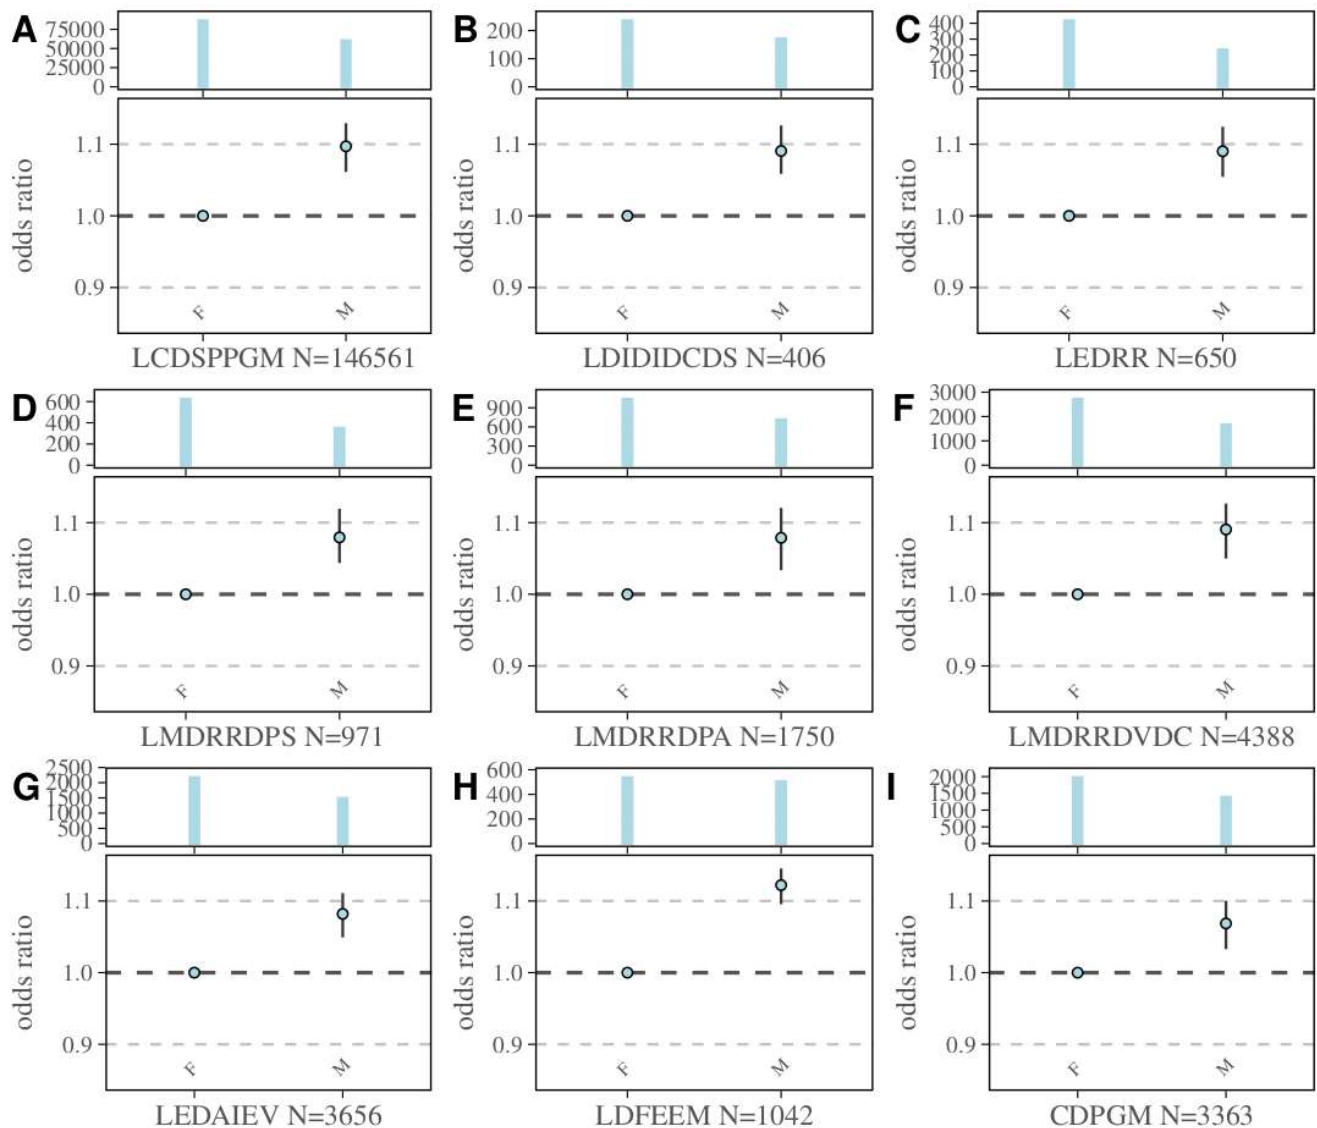 A
75000
50000
25000
0
odds ratio
1.1
1.0
0.9
F
M
LCDSPPGM N=146561
B
200
100
0
odds ratio
1.1
1.0
0.9
F
M
LDIDIDCDS N=406
C
400
300
200
100
0
odds ratio
1.1
1.0
0.9
F
M
LEDRR N=650
D
600
400
200
0
odds ratio
1.1
1.0
0.9
F
M
LMDRRDPS N=971
E
900
600
300
0
odds ratio
1.1
1.0
0.9
F
M
LMDRRDPA N=1750
F
3000
2000
1000
0
odds ratio
1.1
1.0
0.9
F
M
LMDRRDVDC N=4388
G
2500
2000
1500
1000
500
0
odds ratio
1.1
1.0
0.9
F
M
LEDAIEV N=3656
H
600
400
200
0
odds ratio
1.1
1.0
0.9
F
M
LDFEEM N=1042
I
2000
1500
1000
500
0
odds ratio
1.1
1.0
0.9
F
M
CDPGM N=3363